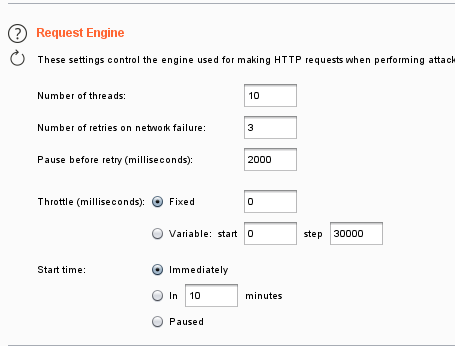 Request Engine
These settings control the engine used for making HTTP requests when performing attack
Number of threads: 10
Number of retries on network failure: 3
Pause before retry (milliseconds): 2000
Throttle (milliseconds): Fixed 0
Variable: start 0 step 30000
Start time: Immediately
In 10 minutes
Paused